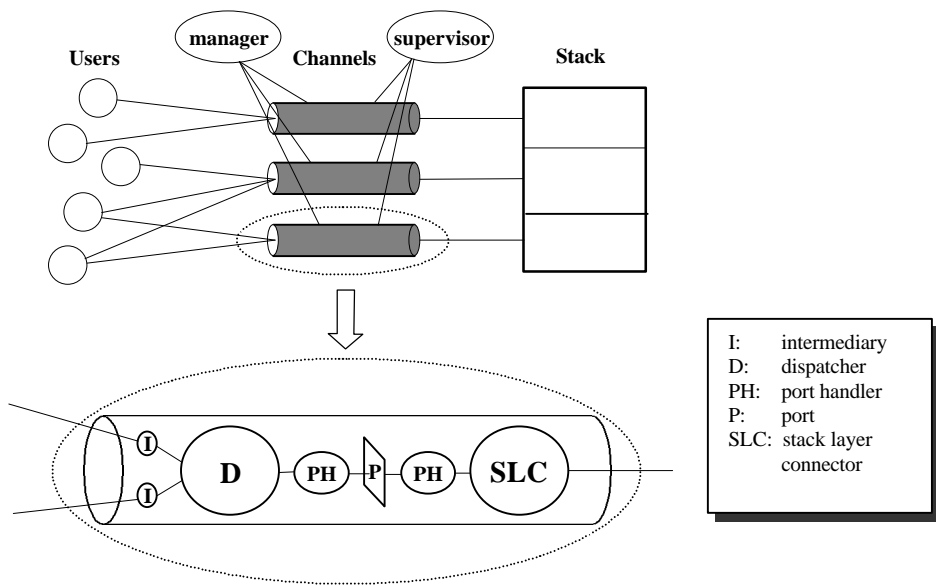 manager
supervisor
Users
Channels
Stack
I: intermediary
D: dispatcher
PH: port handler
P: port
SLC: stack layer
connector
I
I
D
PH
P
PH
SLC